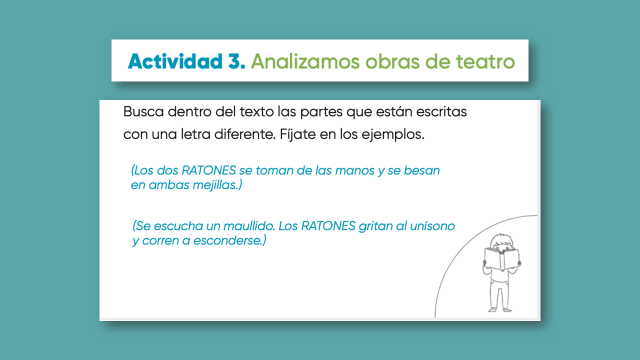 Actividad 3. Analizamos obras de teatro
Busca dentro del texto las partes que están escritas
con una letra diferente. Fíjate en los ejemplos.
(Los dos RATONES se toman de las manos y se besan
en ambas mejillas.)
(Se escucha un maullido. Los RATONES gritan al unísono
y corren a esconderse.)